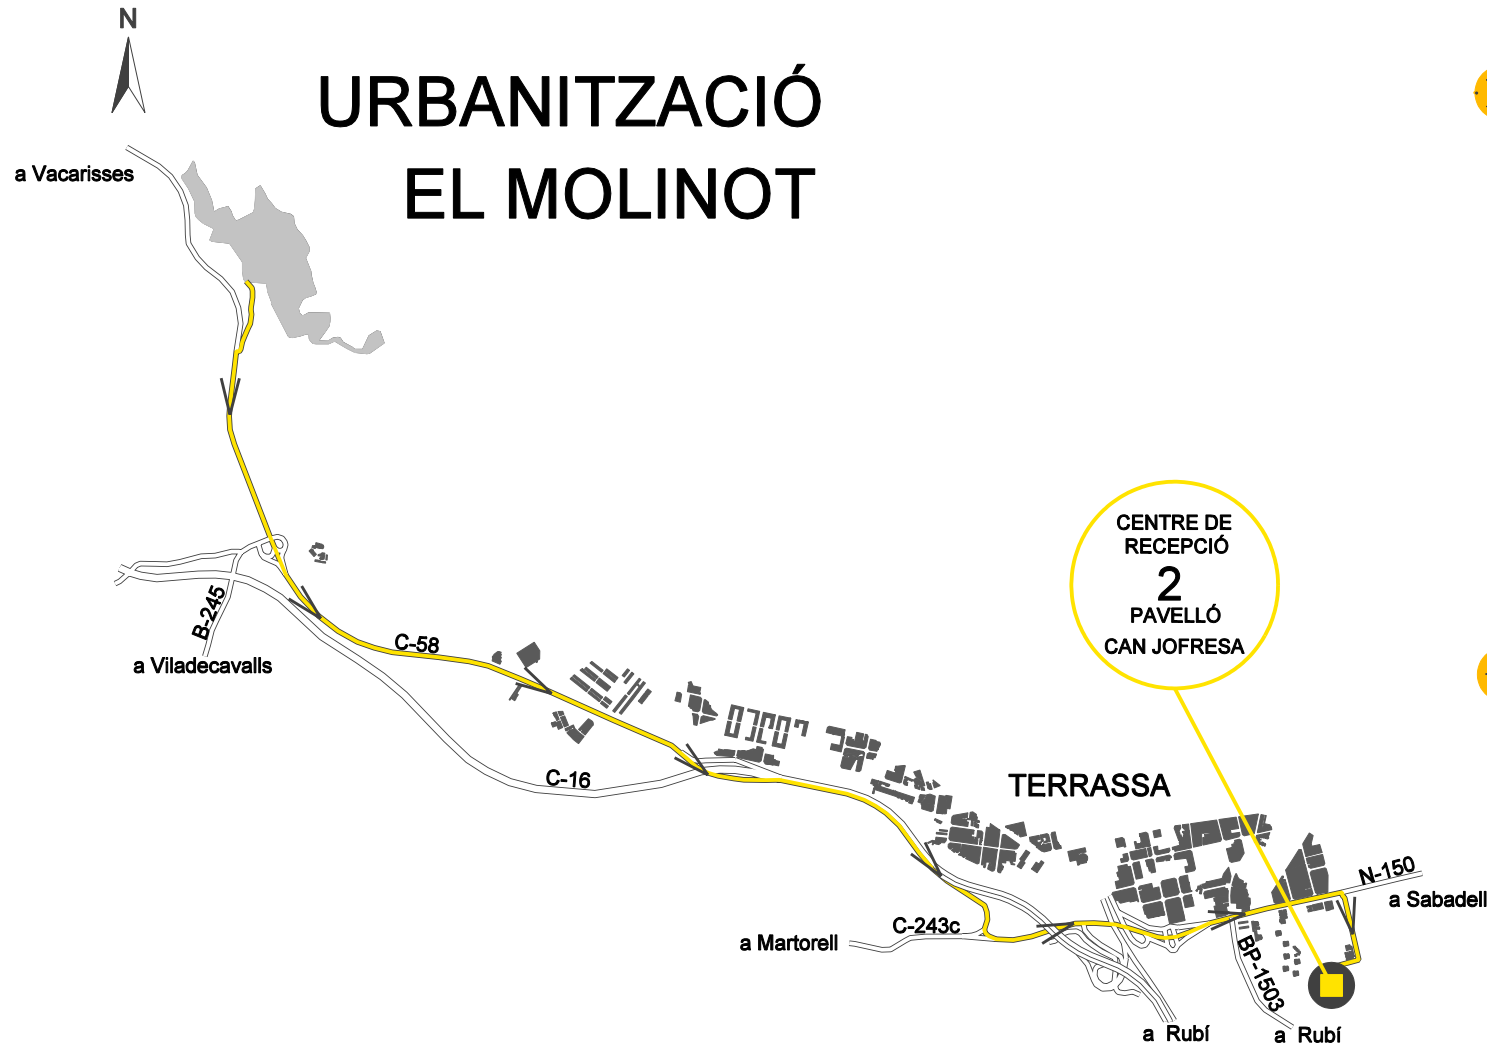 N
URBANITZACIÓ
EL MOLINOT
a Vacarisses
CENTRE DE
RECEPCIÓ
2
PAVELLÓ
CAN JOFRESA
B-245
C-58
a Viladecavalls
C-16
TERRASSA
N-150
a Sabadell
C-243c
a Martorell
BP-1503
a Rubí
a Rubí